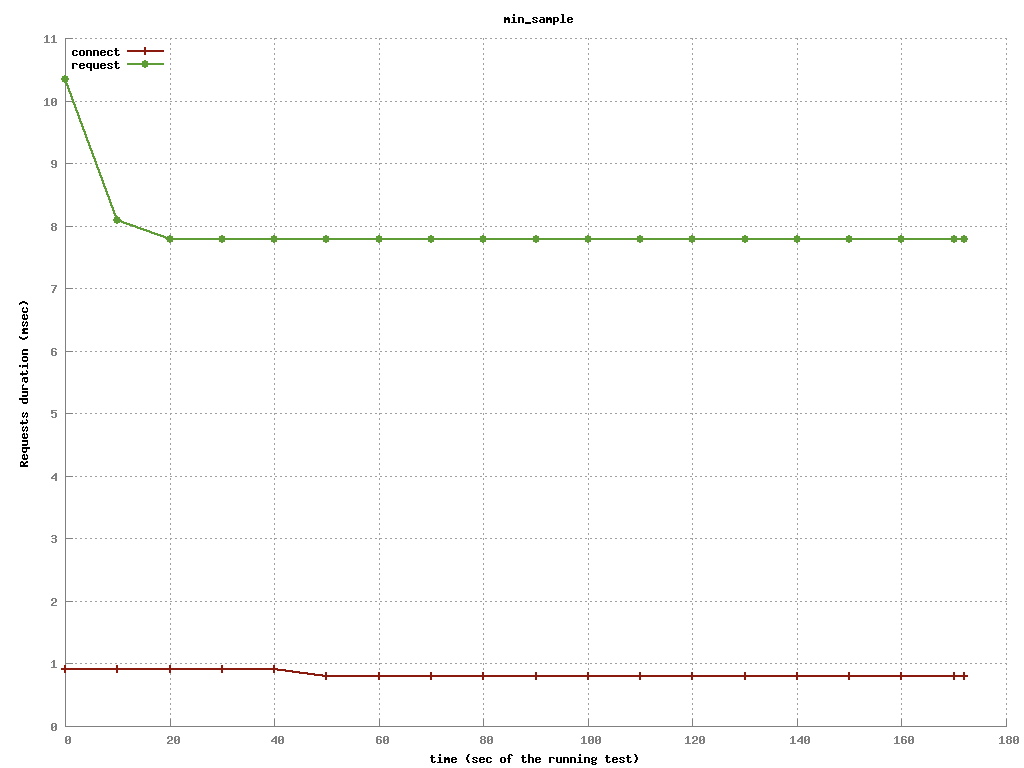 min_sample
connect
request
11
10
9
8
7
6
5
4
3
2
1
0
Requests duration (msec)
0 20 40 60 80 100 120 140 160 180
time (sec of the running test)